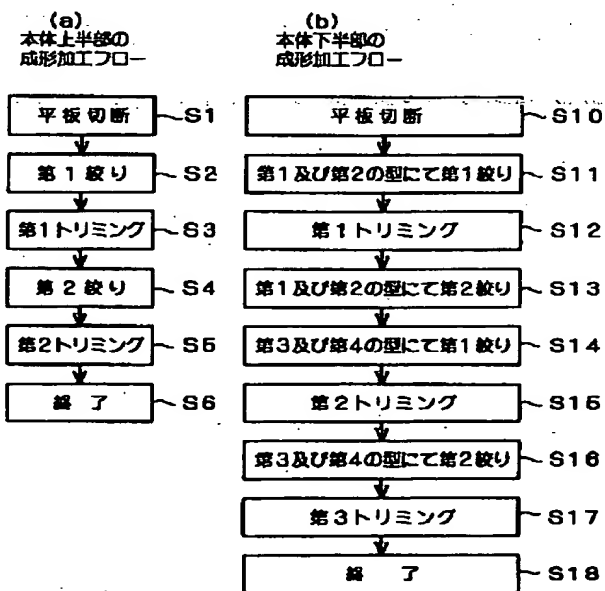 (a)
本体上半部の
成形加工フロー
平板切断 S1
第1絞り S2
第1トリミング S3
第2絞り S4
第2トリミング S5
終了 S6
(b)
本体下半部の
成形加工フロー
平板切断 S10
第1及び第2の型にて第1絞り S11
第1トリミング S12
第1及び第2の型にて第2絞り S13
第3及び第4の型にて第1絞り S14
第2トリミング S15
第3及び第4の型にて第2絞り S16
第3トリミング S17
終了 S18